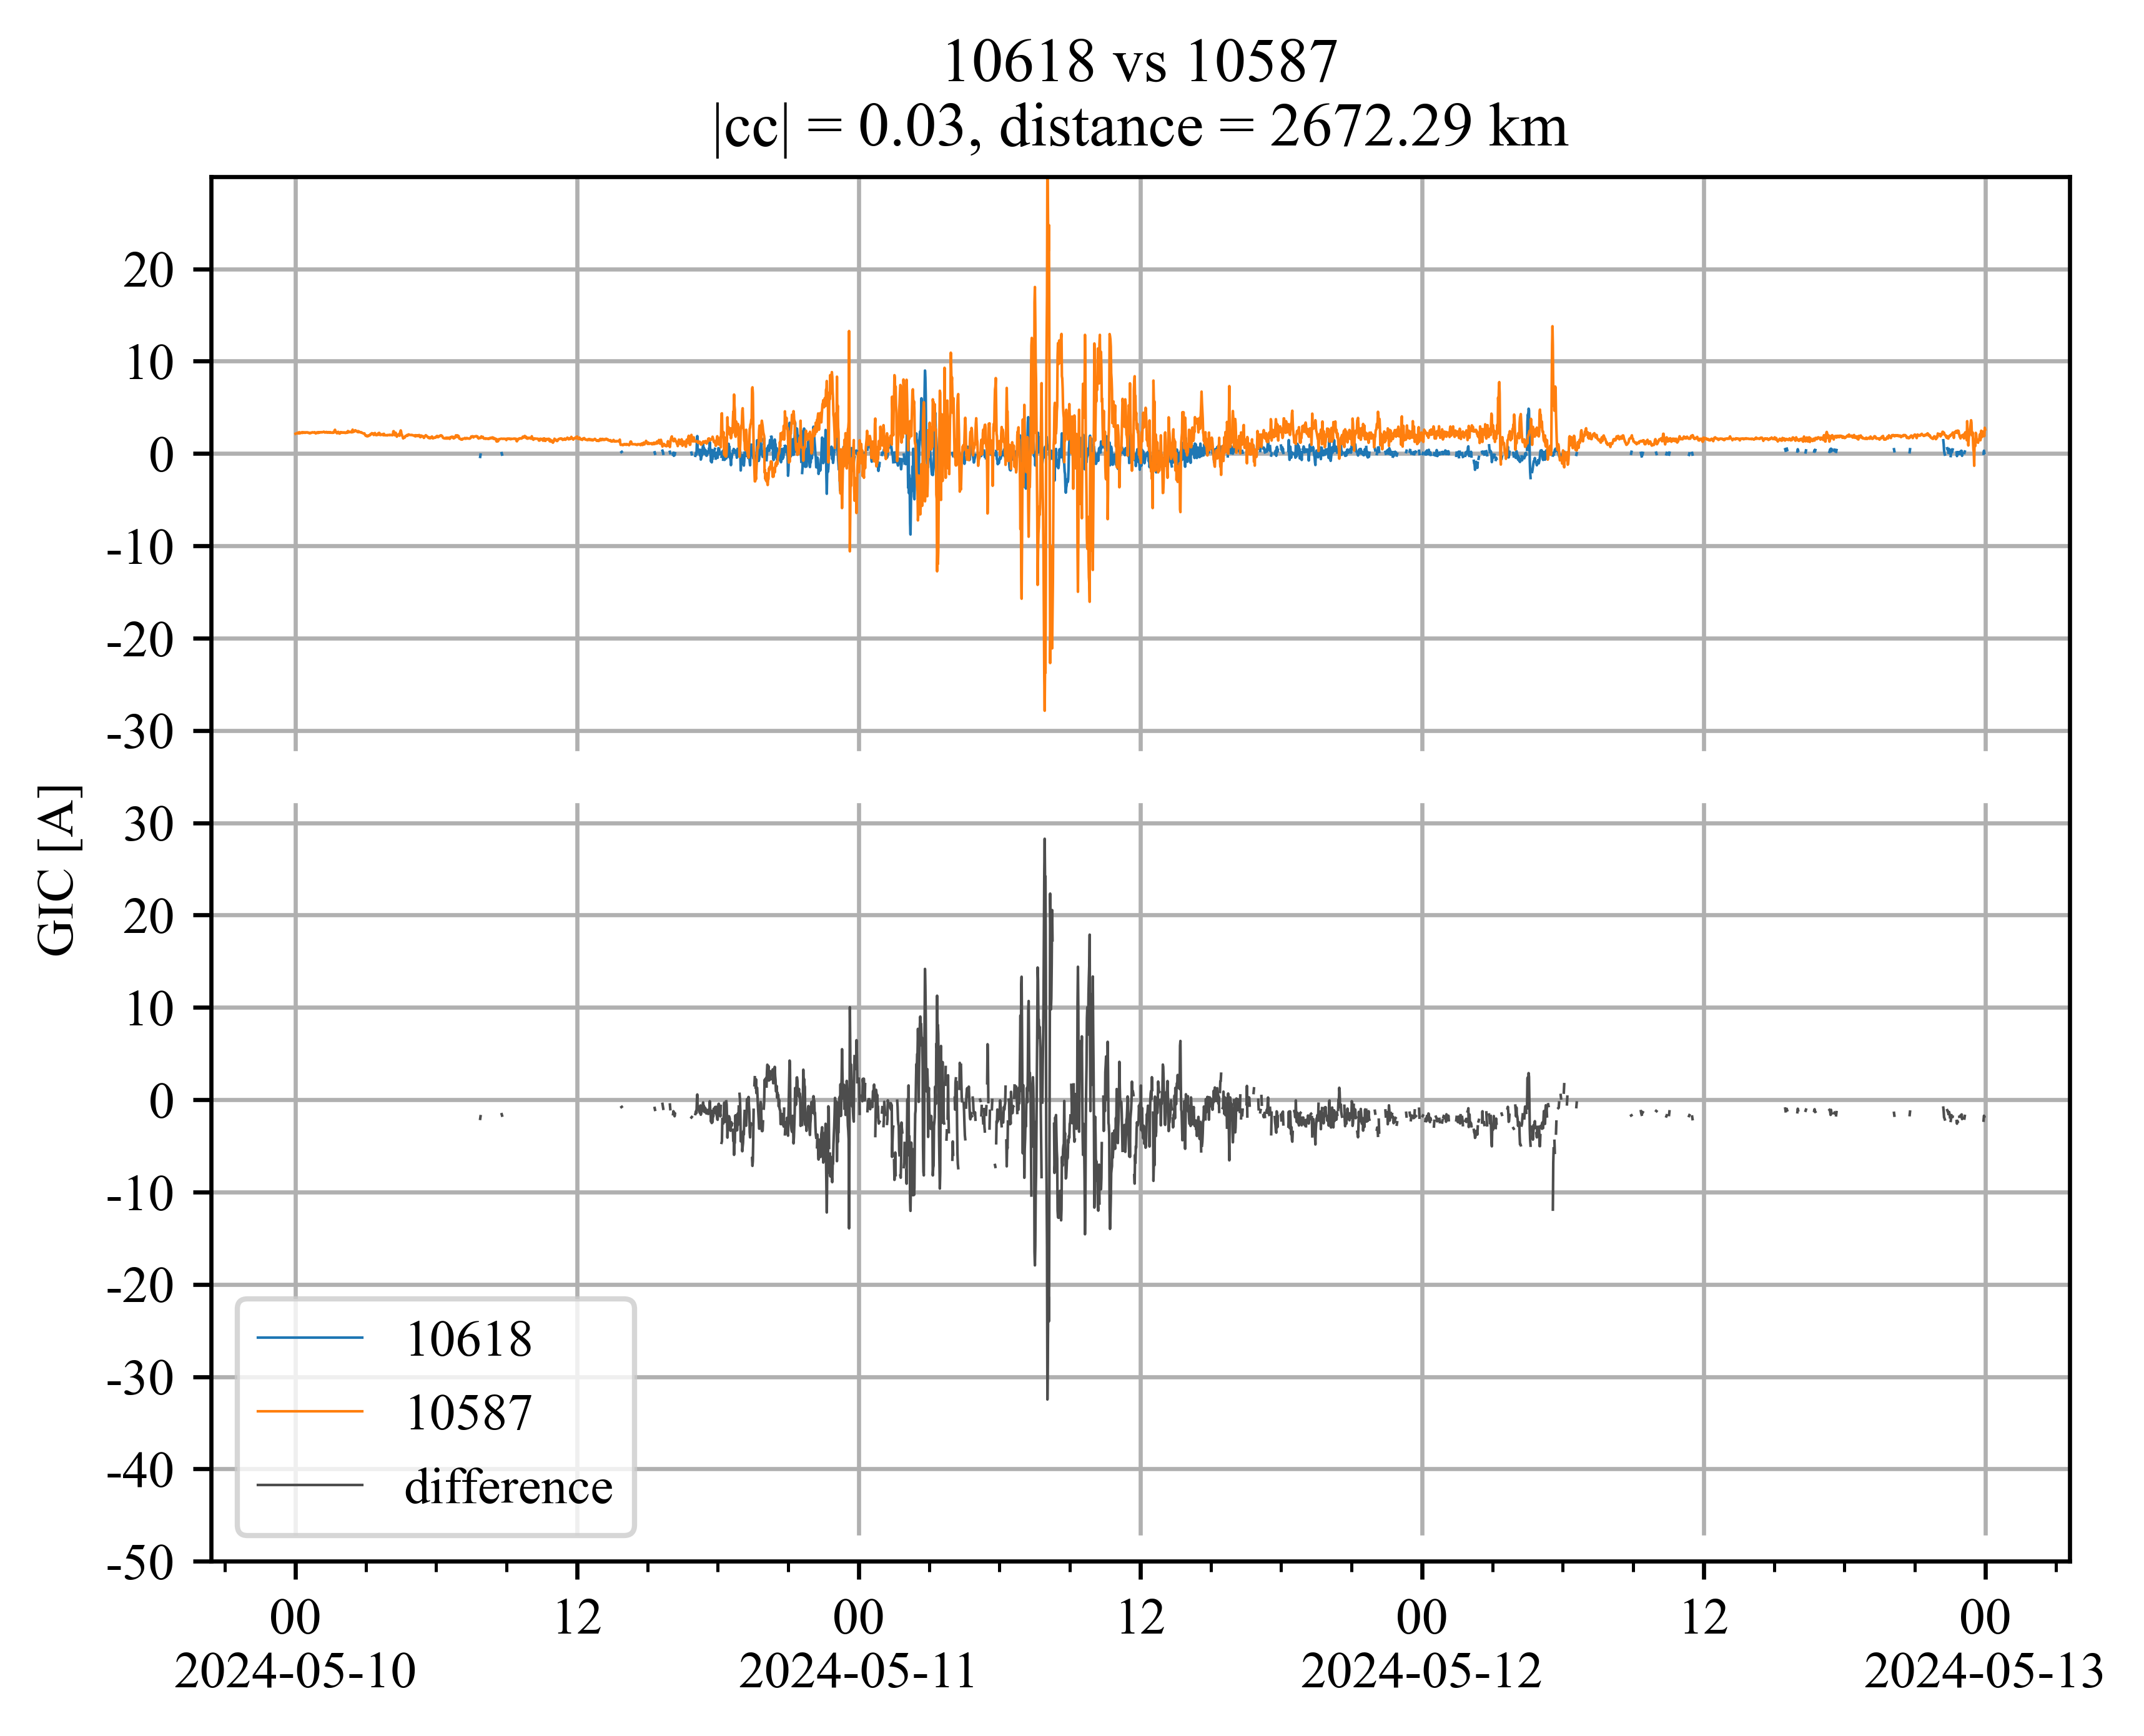 10618 vs 10587
|cc| = 0.03, distance = 2672.29 km
20
10
0
-10
-20
-30
30
20
10
0
-10
-20
-30
-40
-50
GIC [A]
10618
10587
difference
00 12 00 12 00 12 00
2024-05-10 2024-05-11 2024-05-12 2024-05-13